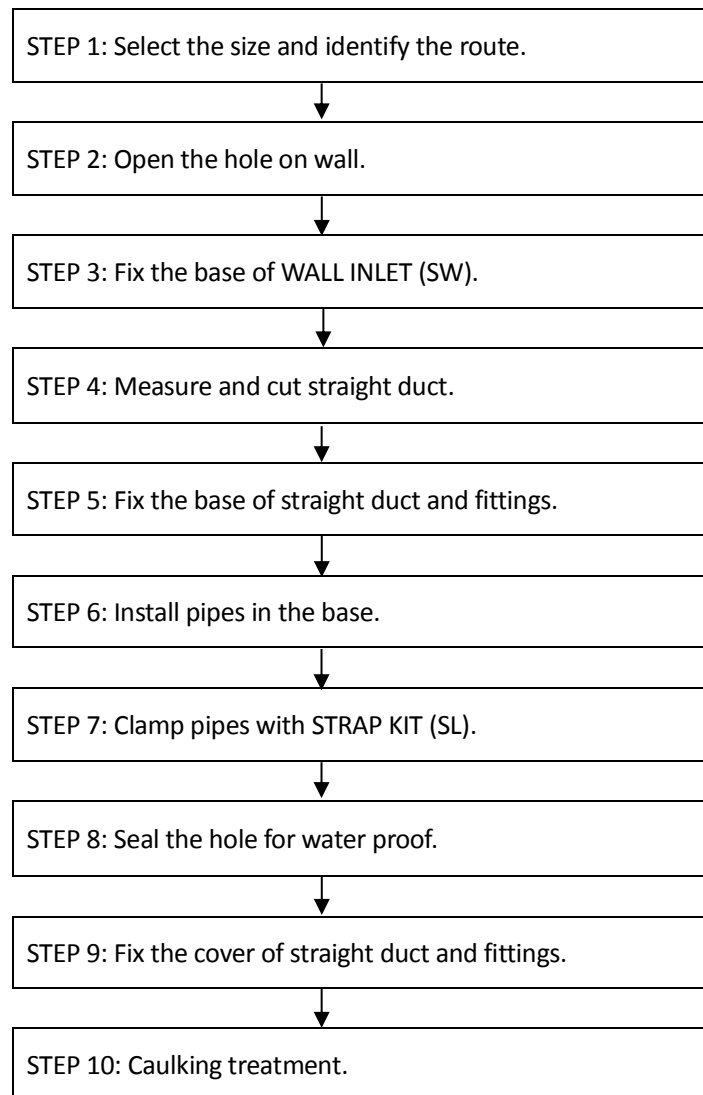 STEP 1: Select the size and identify the route.
STEP 2: Open the hole on wall.
STEP 3: Fix the base of WALL INLET (SW).
STEP 4: Measure and cut straight duct.
STEP 5: Fix the base of straight duct and fittings.
STEP 6: Install pipes in the base.
STEP 7: Clamp pipes with STRAP KIT (SL).
STEP 8: Seal the hole for water proof.
STEP 9: Fix the cover of straight duct and fittings.
STEP 10: Caulking treatment.